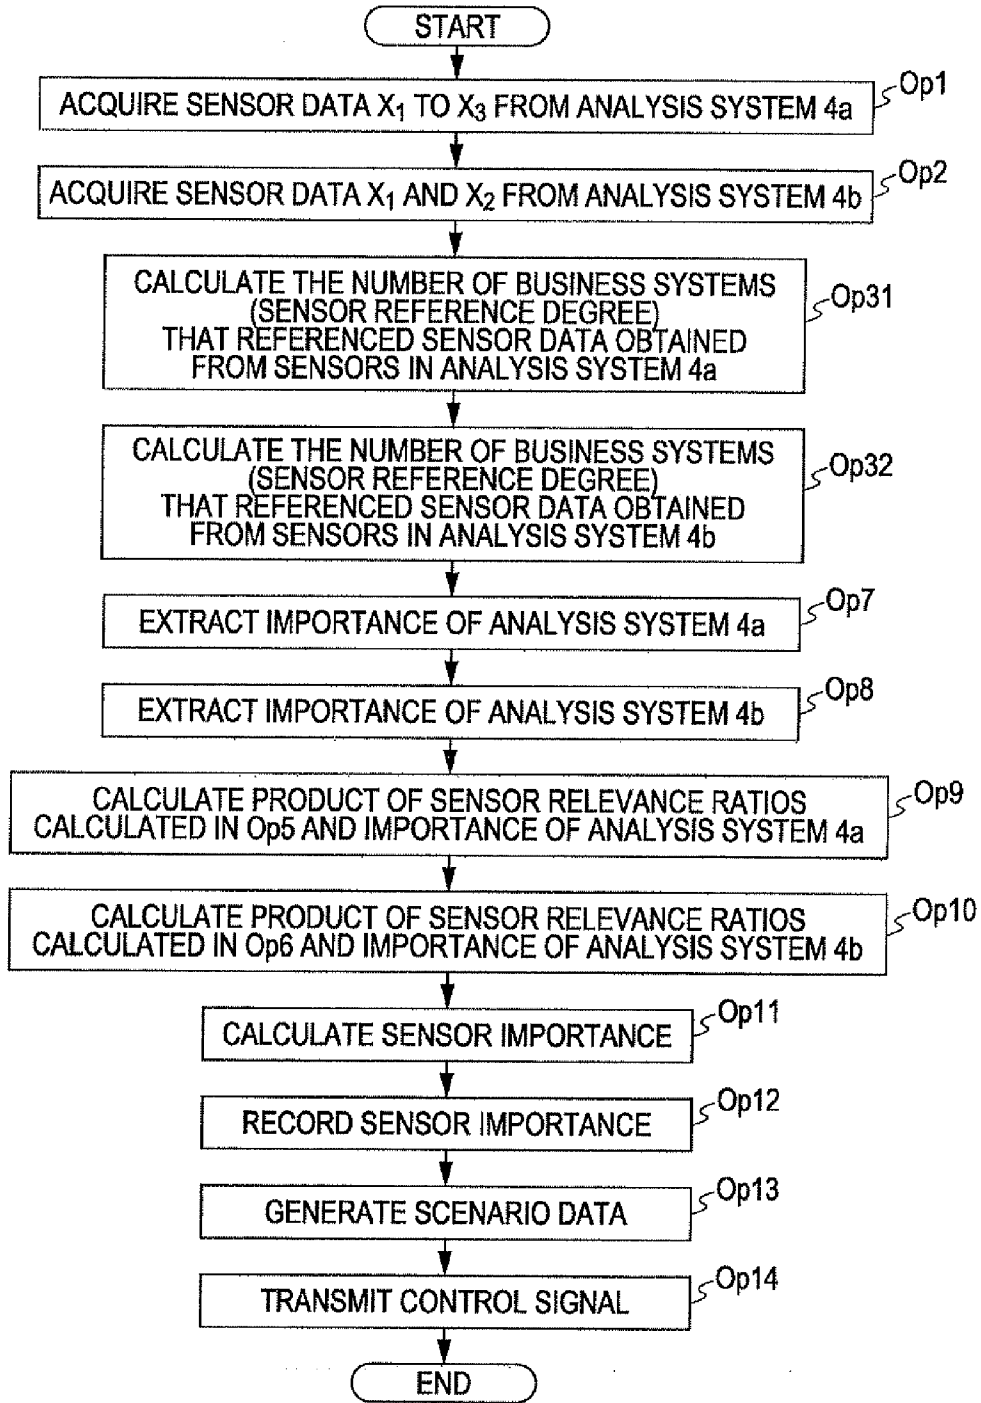 START
Op1
ACQUIRE SENSOR DATA X1 TO X3 FROM ANALYSIS SYSTEM 4a
Op2
ACQUIRE SENSOR DATA X1 AND X2 FROM ANALYSIS SYSTEM 4b
Op31
CALCULATE THE NUMBER OF BUSINESS SYSTEMS
(SENSOR REFERENCE DEGREE)
THAT REFERENCED SENSOR DATA OBTAINED
FROM SENSORS IN ANALYSIS SYSTEM 4a
Op32
CALCULATE THE NUMBER OF BUSINESS SYSTEMS
(SENSOR REFERENCE DEGREE)
THAT REFERENCED SENSOR DATA OBTAINED
FROM SENSORS IN ANALYSIS SYSTEM 4b
Op7
EXTRACT IMPORTANCE OF ANALYSIS SYSTEM 4a
Op8
EXTRACT IMPORTANCE OF ANALYSIS SYSTEM 4b
Op9
CALCULATE PRODUCT OF SENSOR RELEVANCE RATIOS
CALCULATED IN Op5 AND IMPORTANCE OF ANALYSIS SYSTEM 4a
Op10
CALCULATE PRODUCT OF SENSOR RELEVANCE RATIOS
CALCULATED IN Op6 AND IMPORTANCE OF ANALYSIS SYSTEM 4b
Op11
CALCULATE SENSOR IMPORTANCE
Op12
RECORD SENSOR IMPORTANCE
Op13
GENERATE SCENARIO DATA
Op14
TRANSMIT CONTROL SIGNAL
END